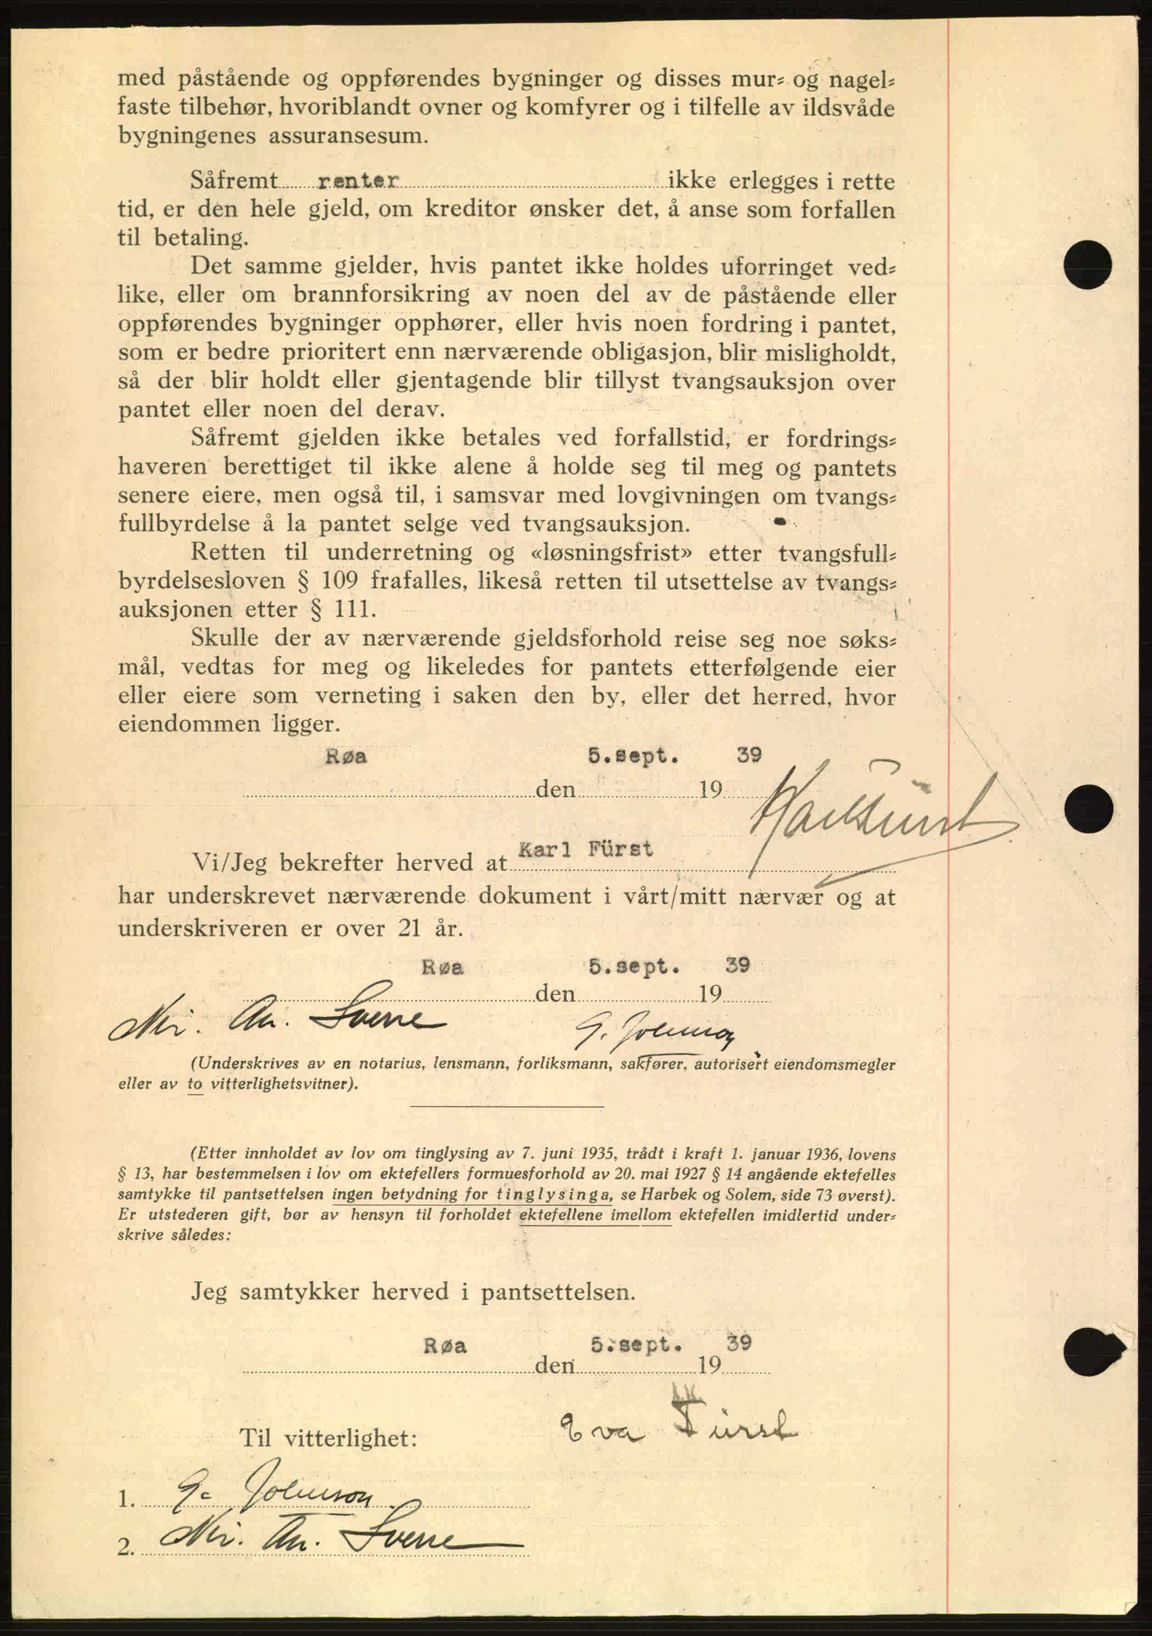 med påstående og oppførendes bygninger og disses mur⸗ og nagel⸗
faste tilbehør, hvoriblandt ovner og komfyrer og i tilfelle av ildsvåde
bygningenes assuransesum.
Såfremt renter ikke erlegges i rette
tid, er den hele gjeld, om kreditor ønsker det, å anse som forfallen
til betaling.
Det samme gjelder, hvis pantet ikke holdes uforringet ved⸗
like, eller om brannforsikring av noen del av de påstående eller
oppførendes bygninger opphører, eller hvis noen fordring i pantet,
som er bedre prioritert enn nærværende obligasjon, blir misligholdt,
så der blir holdt eller gjentagende blir tillyst tvangsauksjon over
pantet eller noen del derav.
Såfremt gjelden ikke betales ved forfallstid, er fordrings⸗
haveren berettiget til ikke alene å holde seg til meg og pantets
senere eiere, men også til, i samsvar med lovgivningen om tvangs⸗
fullbyrdelse å la pantet selge ved tvangsauksjon.
Retten til underretning og «løsningsfrist» etter tvangsfull⸗
byrdelsesloven § 109 frafalles, likeså retten til utsettelse av tvangs⸗
auksjonen etter § 111.
Skulle der av nærværende gjeldsforhold reise seg noe søks⸗
mål, vedtas for meg og likeledes for pantets etterfølgende eier
eller eiere som verneting i saken den by, eller det herred, hvor
eiendommen ligger.
Røa den 5.sept. 19 39
Karl Fürst
Vi/Jeg bekrefter herved at Karl Fürst
har underskrevet nærværende dokument i vårt/mitt nærvær og at
underskriveren er over 21 år.
Røa den 5.sept. 19 39
An. Sverre G. Johnson
(Underskrives av en notarius, lensmann, forliksmann, sakfører, autorisert eiendomsmegler
eller av to vitterlighetsvitner).
(Etter innholdet av lov om tinglysing av 7. juni 1935, trådt i kraft 1. januar 1936, lovens
§ 13, har bestemmelsen i lov om ektefellers formuesforhold av 20. mai 1927 § 14 angående ektefelles
samtykke til pantsettelsen ingen betydning for tinglysinga, se Harbek og Solem, side 73 øverst).
Er utstederen gift, bør av hensyn til forholdet ektefellene imellom ektefellen imidlertid under⸗
skrive således:
Jeg samtykker herved i pantsettelsen.
Røa den 5.sept. 19 39
Eva Fürst
Til vitterlighet:
1. G. Johnson
2. An. Sverre